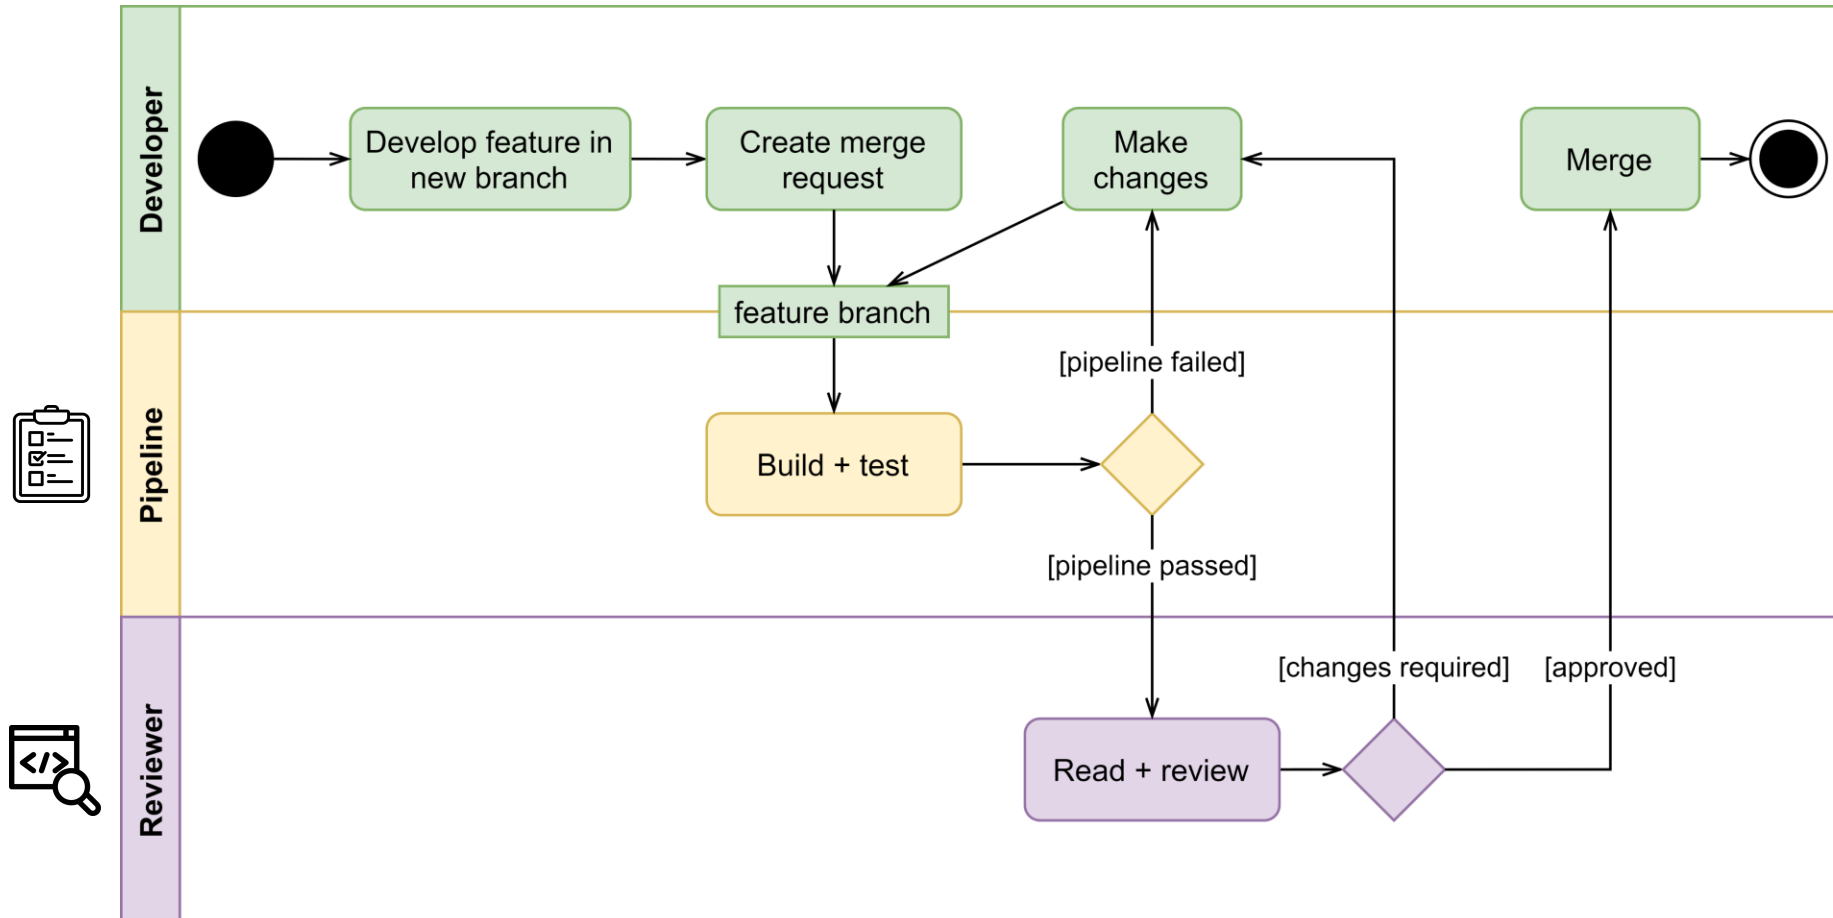 Developer
Develop feature in
new branch
Create merge
request
Make
changes
Merge
feature branch
Pipeline
[pipeline failed]
Build + test
[pipeline passed]
Reviewer
[changes required]
[approved]
Read + review
</>